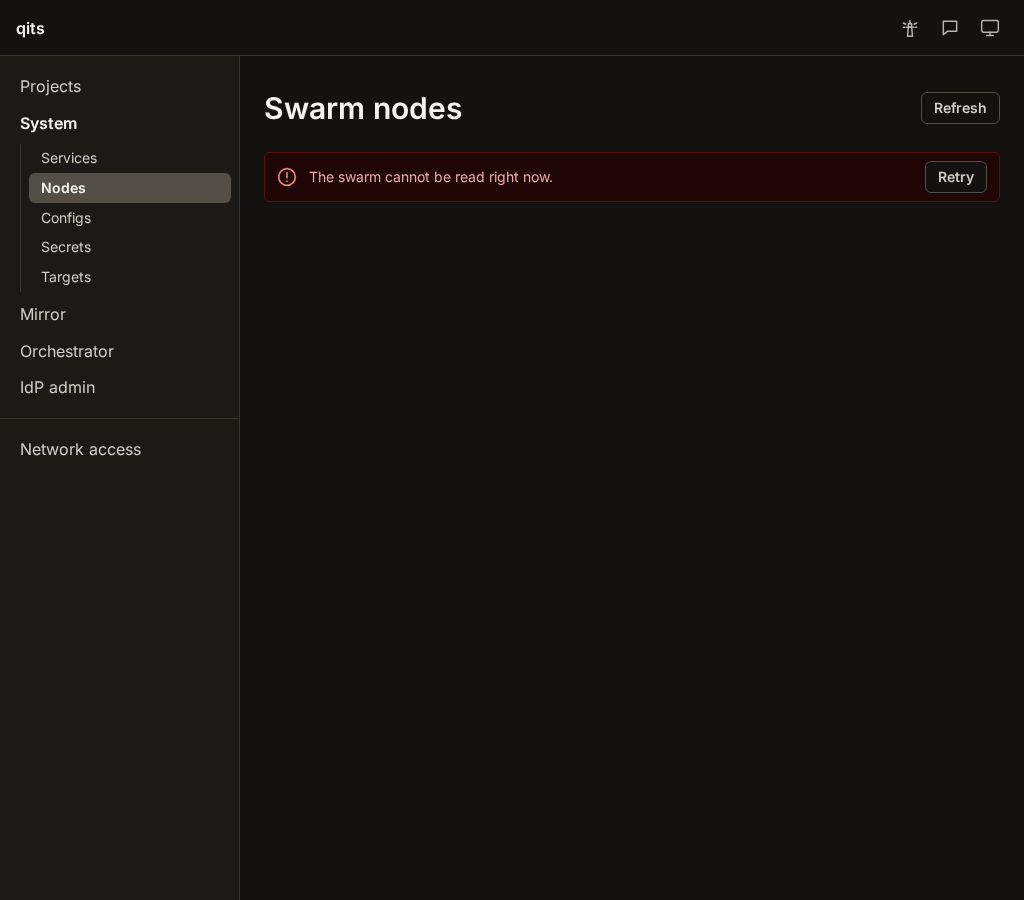 qits
Projects
System
Services
Nodes
Configs
Secrets
Targets
Mirror
Orchestrator
IdP admin
Network access
Swarm nodes
Refresh
The swarm cannot be read right now.
Retry